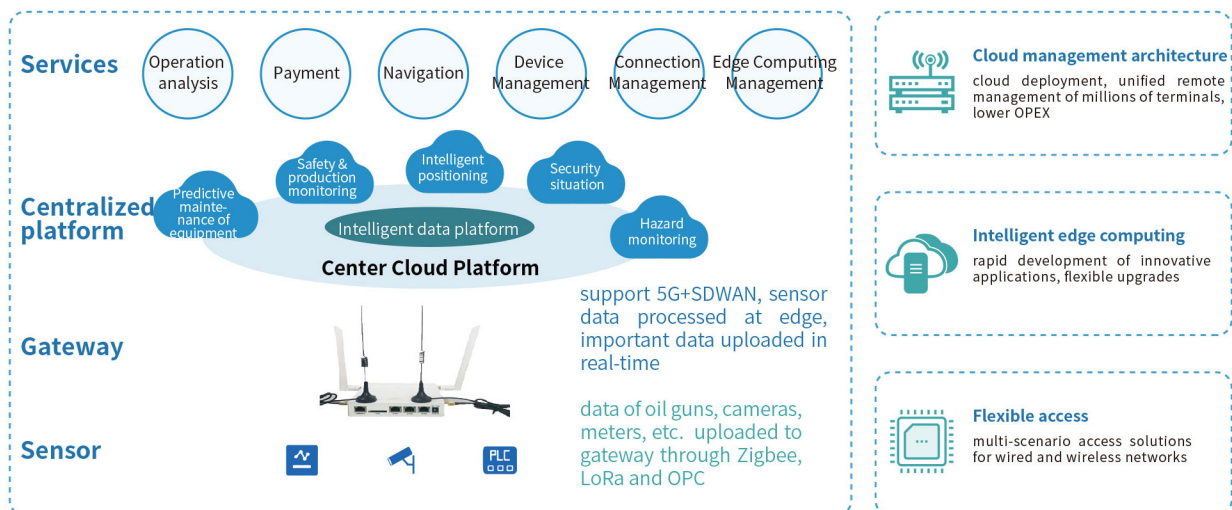 Services
Operation
analysis
Payment
Navigation
Device
Management
Connection
Management
Edge Computing
Management
Centralized
platform
Predictive
mainte-
nance of
equipment
Safety &
production
monitoring
Intelligent
positioning
Security
situation
Hazard
monitoring
Intelligent data platform
Center Cloud Platform
Gateway
support 5G+SDWAN, sensor
data processed at edge,
important data uploaded in
real-time
Sensor
PLC
data of oil guns, cameras,
meters, etc. uploaded to
gateway through Zigbee,
LoRa and OPC
Cloud management architecture
cloud deployment, unified remote
management of millions of terminals,
lower OPEX
Intelligent edge computing
rapid development of innovative
applications, flexible upgrades
Flexible access
multi-scenario access solutions
for wired and wireless networks